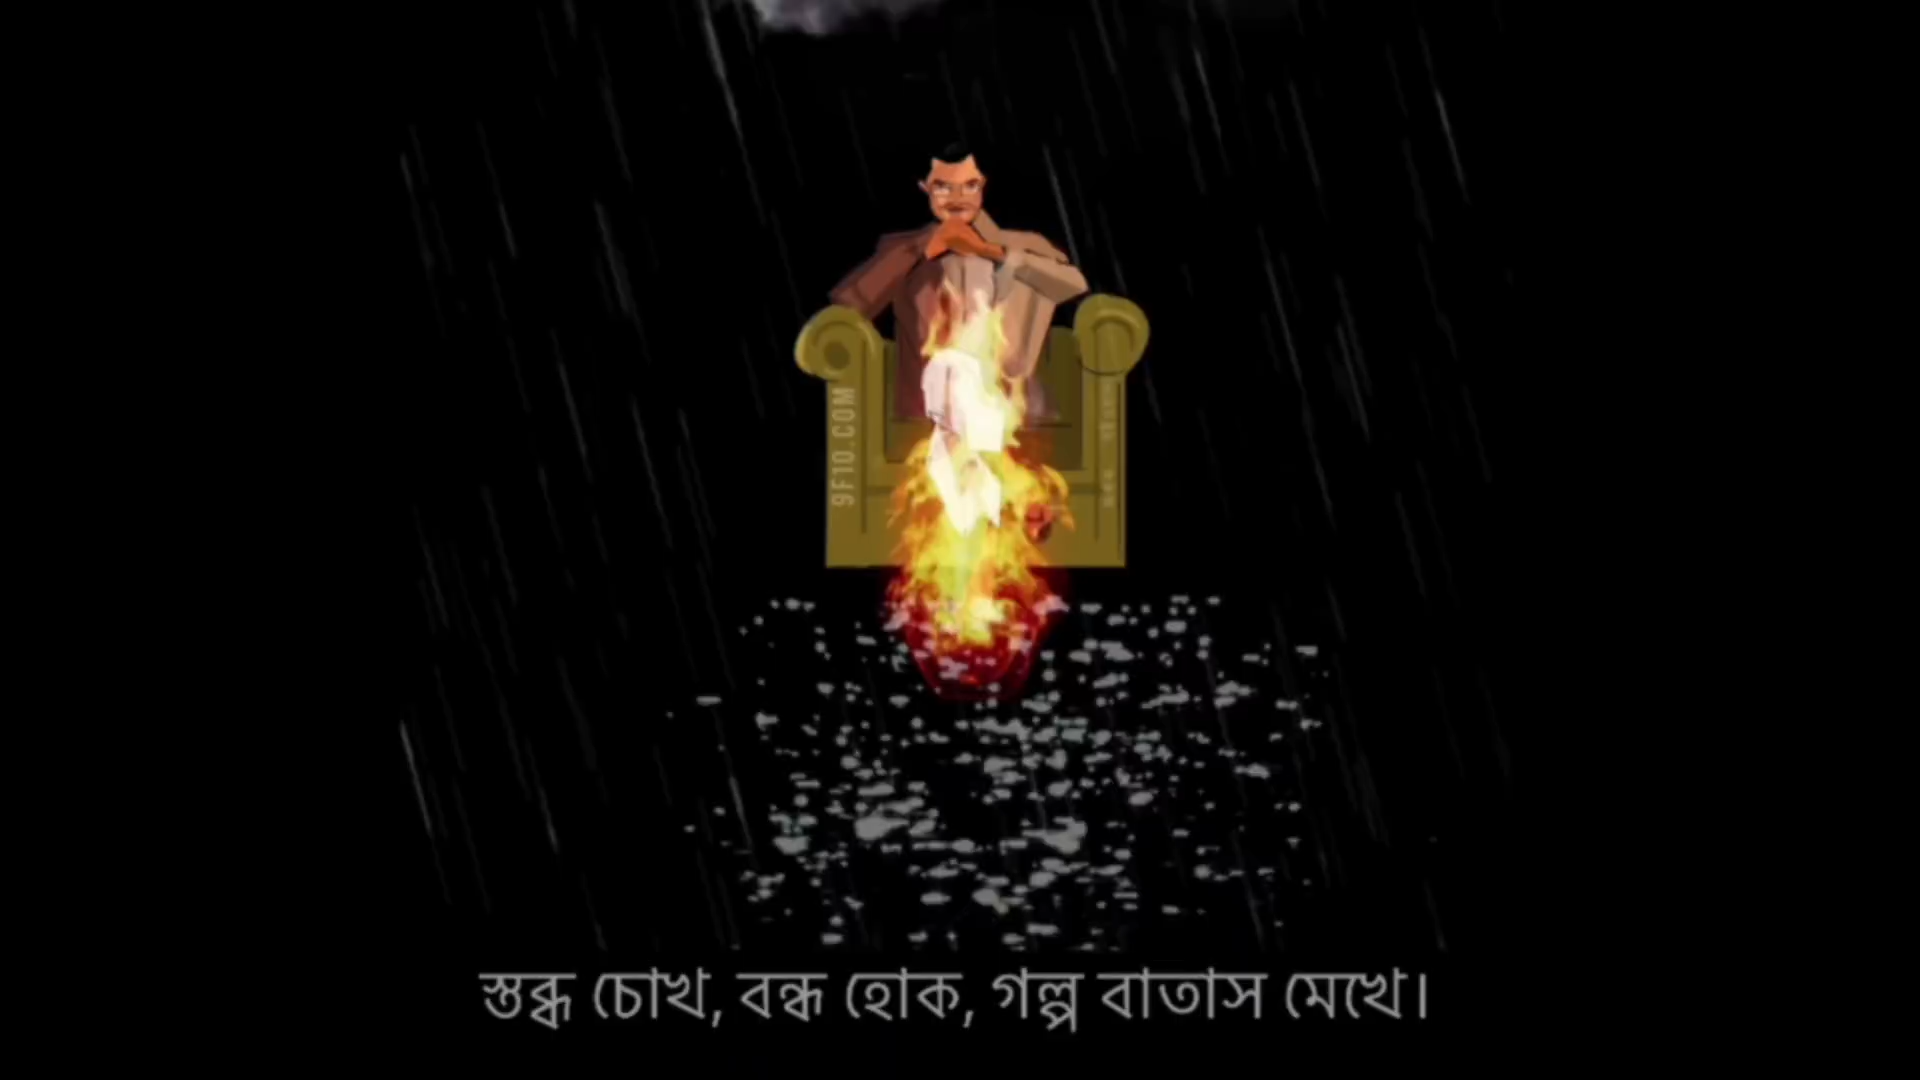 9F10.COM
স্তব্ধ চোখ, বন্ধ হোক, গল্প বাতাস মেখে।